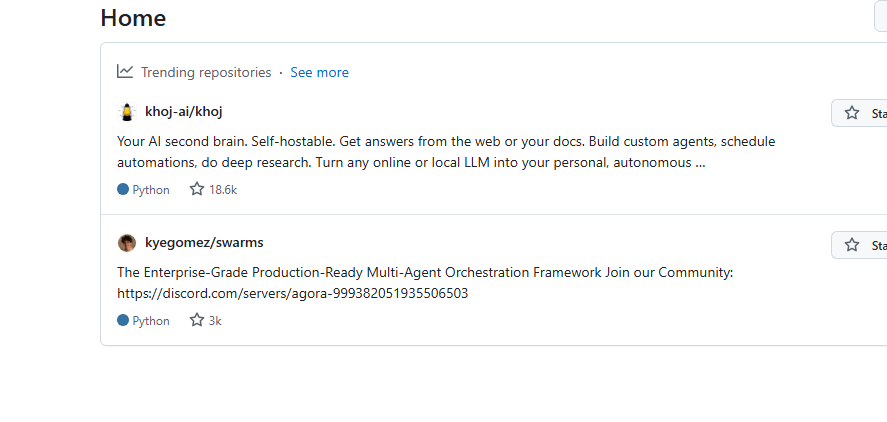 Home
Trending repositories · See more
khoj-ai/khoj
Your AI second brain. Self-hostable. Get answers from the web or your docs. Build custom agents, schedule
automations, do deep research. Turn any online or local LLM into your personal, autonomous ...
Python 18.6k
kyegomez/swarms
The Enterprise-Grade Production-Ready Multi-Agent Orchestration Framework Join our Community:
https://discord.com/servers/agora-999382051935506503
Python 3k